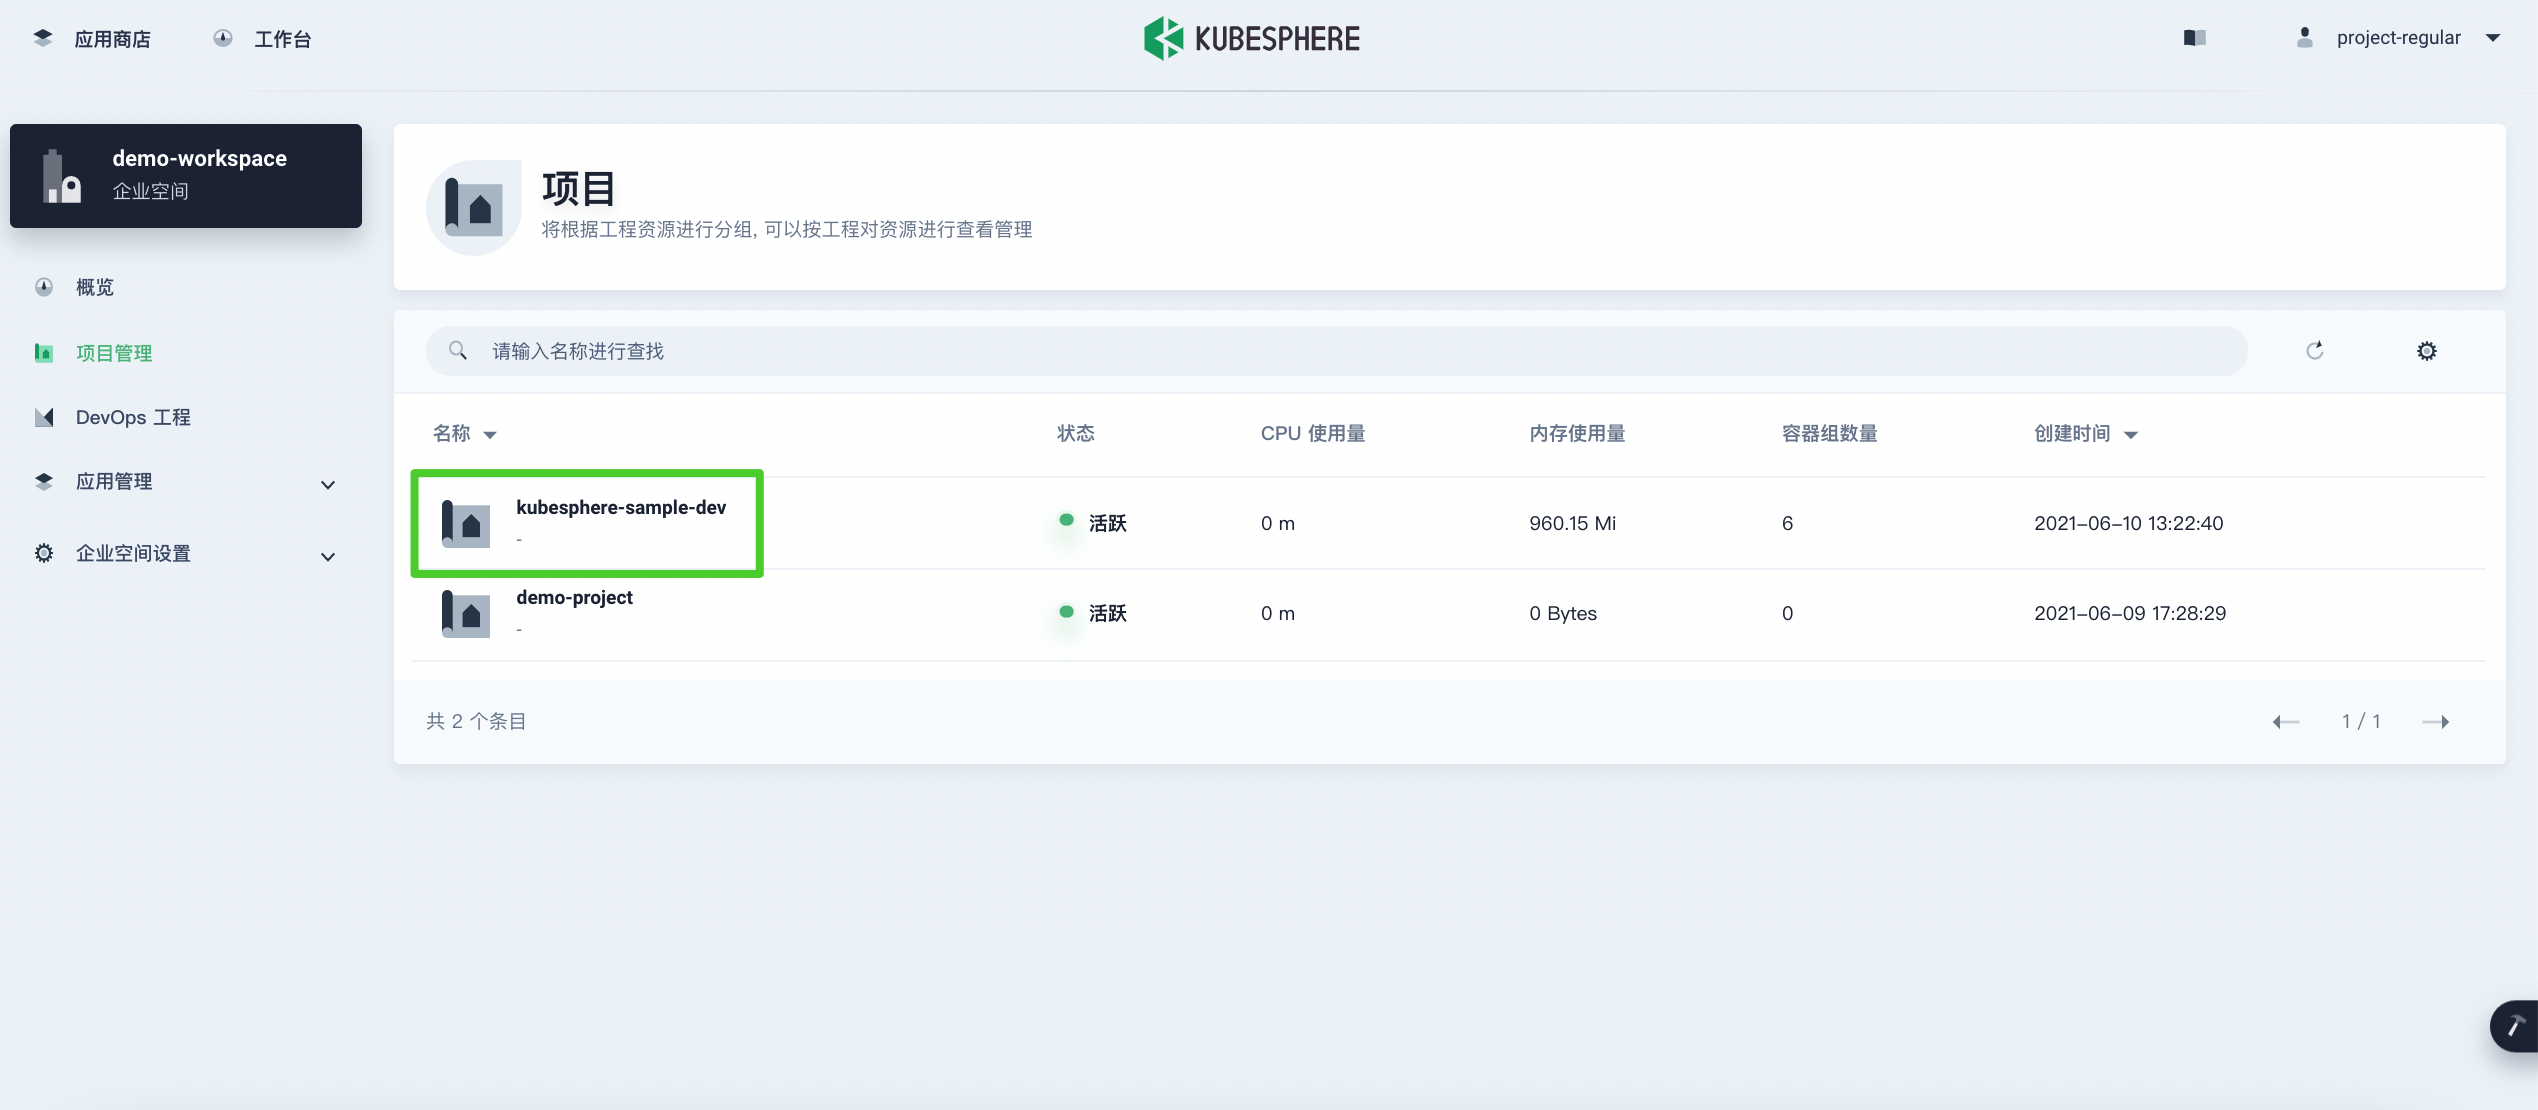 应用商店
工作台
KUBESPHERE
project-regular
demo-workspace
企业空间
概览
项目管理
DevOps 工程
应用管理
企业空间设置
项目
将根据工程资源进行分组, 可以按工程对资源进行查看管理
请输入名称进行查找
名称 状态 CPU 使用量 内存使用量 容器组数量 创建时间
kubesphere-sample-dev
-
活跃 0 m 960.15 Mi 6 2021-06-10 13:22:40
demo-project
-
活跃 0 m 0 Bytes 0 2021-06-09 17:28:29
共 2 个条目
1 / 1